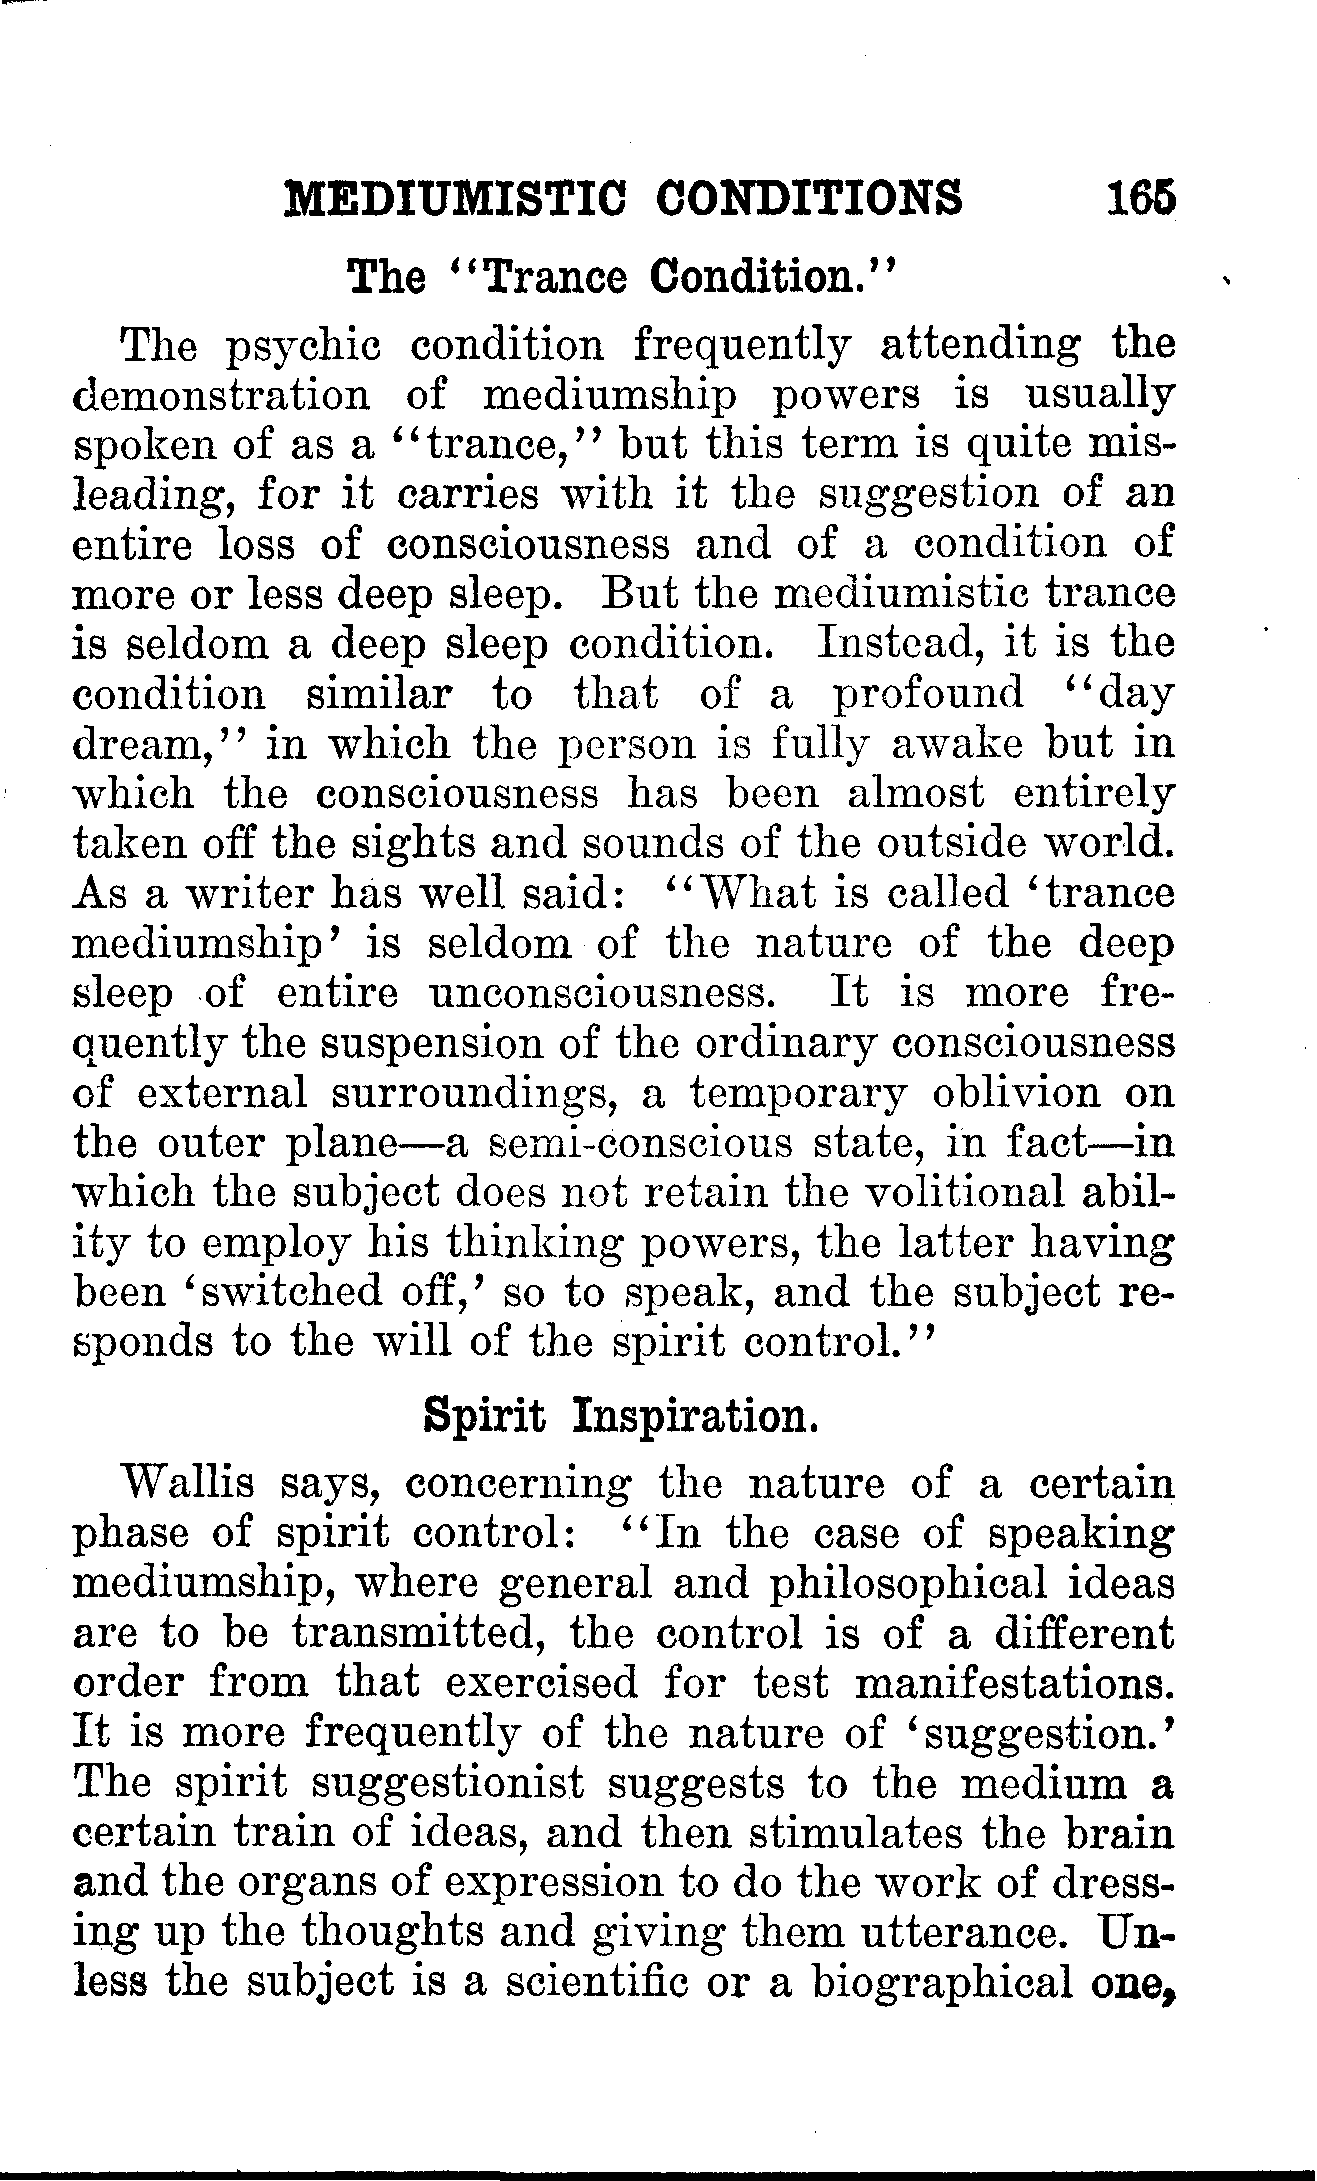 MEDIUMISTIC CONDITIONS 165
The "Trance Condition."
The psychic condition frequently attending the
demonstration of mediumship powers is usually
spoken of as a "trance," but this term is quite mis-
leading, for it carries with it the suggestion of an
entire loss of consciousness and of a condition of
more or less deep sleep. But the mediumistic trance
is seldom a deep sleep condition. Instead, it is the
condition similar to that of a profound "day
dream," in which the person is fully awake but in
which the consciousness has been almost entirely
taken off the sights and sounds of the outside world.
As a writer has well said: "What is called 'trance
mediumship' is seldom of the nature of the deep
sleep of entire unconsciousness. It is more fre-
quently the suspension of the ordinary consciousness
of external surroundings, a temporary oblivion on
the outer plane—a semi-conscious state, in fact—in
which the subject does not retain the volitional abil-
ity to employ his thinking powers, the latter having
been 'switched off,' so to speak, and the subject re-
sponds to the will of the spirit control."
Spirit Inspiration.
Wallis says, concerning the nature of a certain
phase of spirit control: "In the case of speaking
mediumship, where general and philosophical ideas
are to be transmitted, the control is of a different
order from that exercised for test manifestations.
It is more frequently of the nature of 'suggestion.'
The spirit suggestionist suggests to the medium a
certain train of ideas, and then stimulates the brain
and the organs of expression to do the work of dress-
ing up the thoughts and giving them utterance. Un-
less the subject is a scientific or a biographical one,